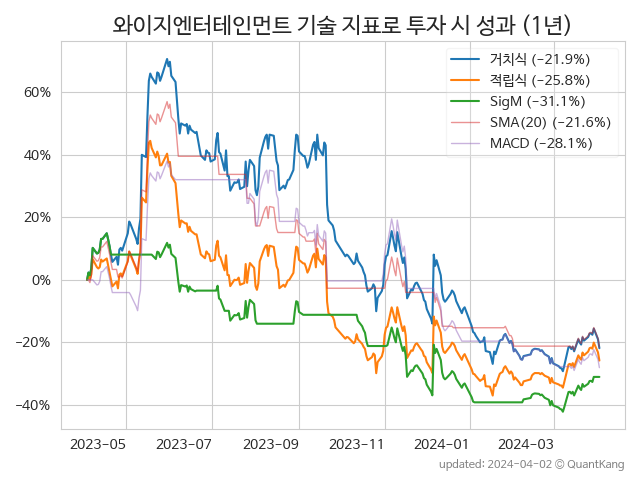 와이지엔터테인먼트 기술 지표로 투자 시 성과 (1년)
거치식 (−21.9%)
적립식 (−25.8%)
SigM (−31.1%)
SMA(20) (−21.6%)
MACD (−28.1%)
60%
40%
20%
0%
−20%
−40%
2023-05 2023-07 2023-09 2023-11 2024-01 2024-03
updated: 2024-04-02 © QuantKang